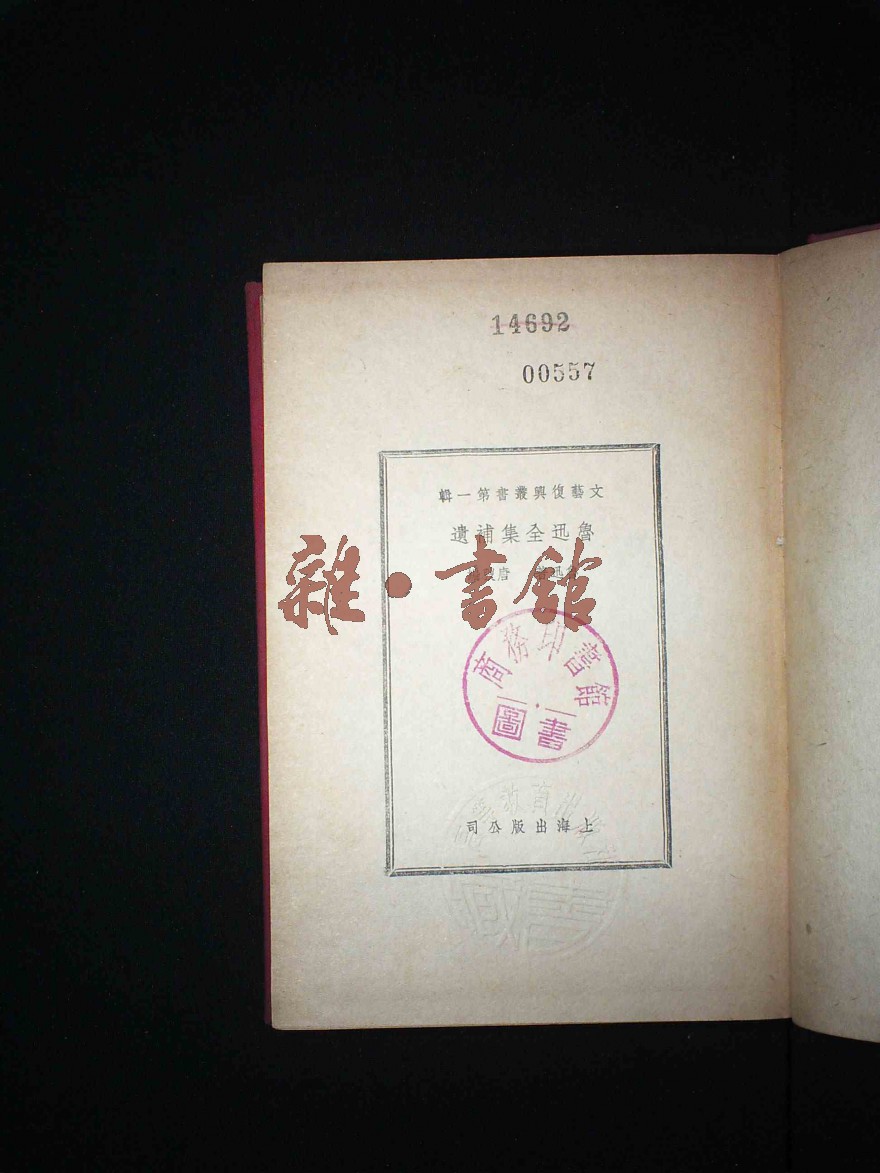 14692
00557
文藝復興叢書第一輯
魯迅全集補遺
雜·書館
商務印書館
圖書
上海出版公司